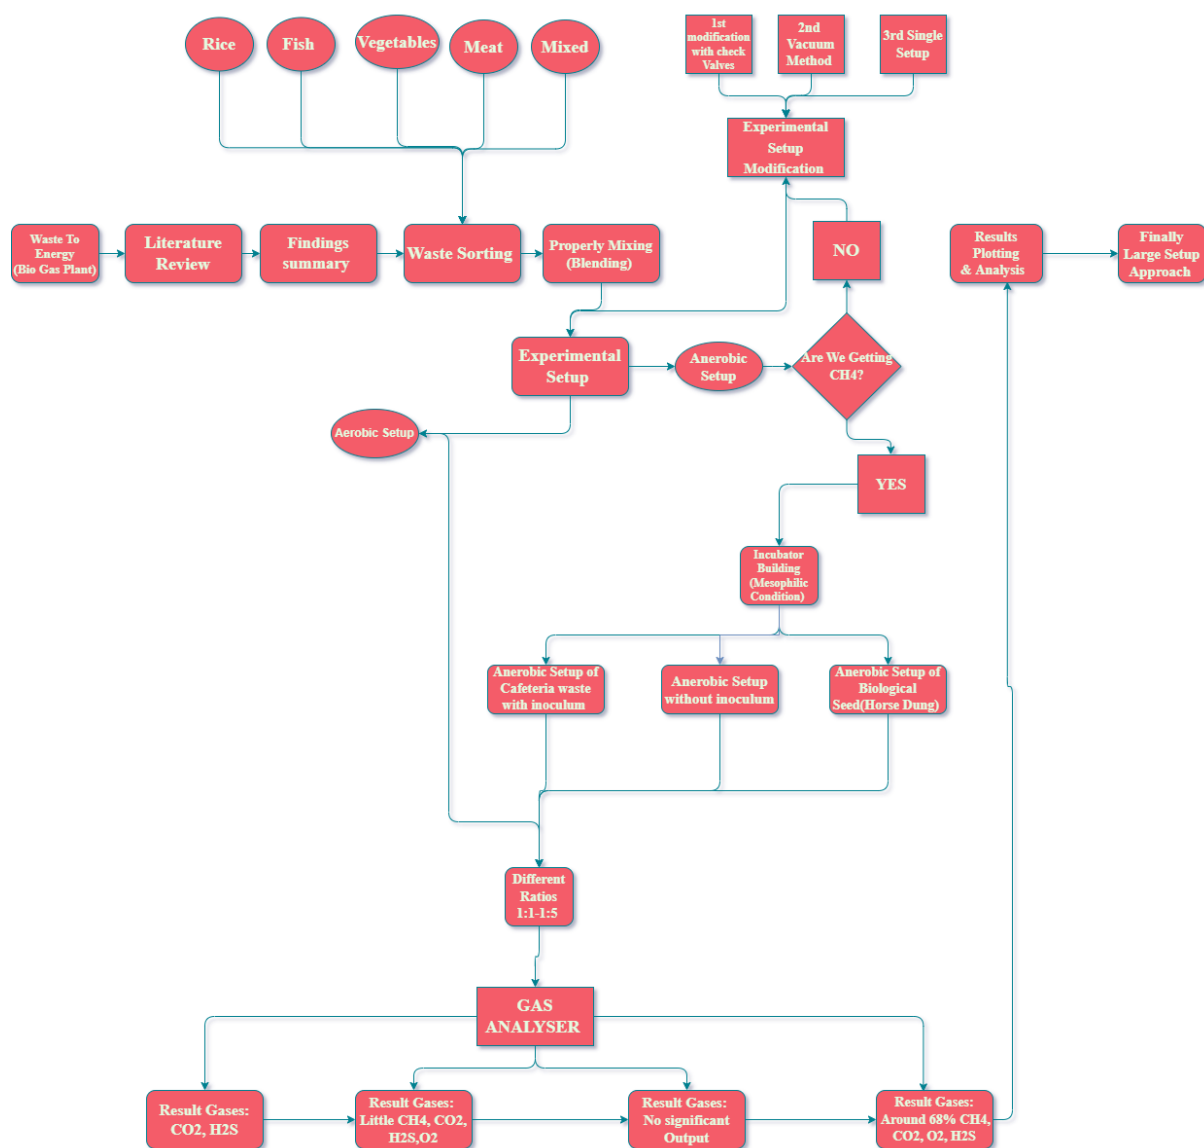 Rice
Fish
Vegetables
Meat
Mixed
1st
modification
with check
Valves
2nd
Vacuum
Method
3rd Single
Setup
Experimental
Setup
Modification
Waste To
Energy
(Bio Gas Plant)
Literature
Review
Findings
summary
Waste Sorting
Properly Mixing
(Blending)
NO
Results
Plotting
& Analysis
Finally
Large Setup
Approach
Experimental
Setup
Anerobic
Setup
Are We Getting
CH4?
Aerobic Setup
YES
Incubator
Building
(Mesophilic
Condition)
Anerobic Setup of
Cafeteria waste
with inoculum
Anerobic Setup
without inoculum
Anerobic Setup of
Biological
Seed(Horse Dung)
Different
Ratios
1:1-1:5
GAS
ANALYSER
Result Gases:
CO2, H2S
Result Gases:
Little CH4, CO2,
H2S,O2
Result Gases:
No significant
Output
Result Gases:
Around 68% CH4,
CO2, O2, H2S